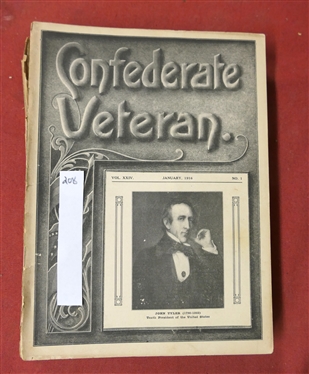 Confederate
Veteran.
206
VOL. XXIV. JANUARY, 1916 NO. 1
JOHN TYLER (1790-1862)
Tenth President of the United States